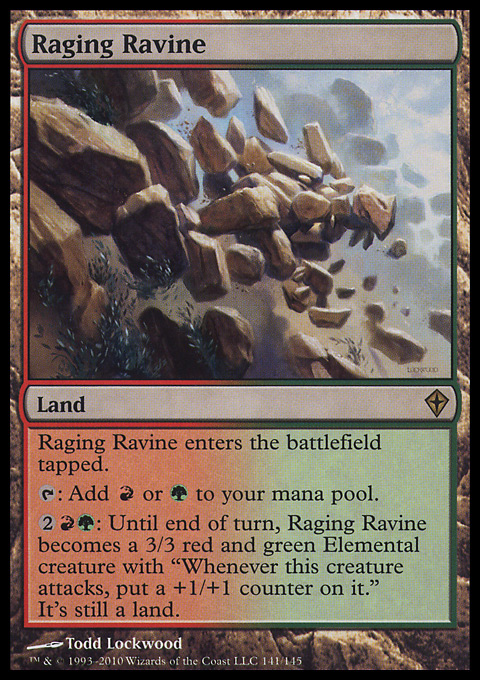 Raging Ravine
LOCKWOOD
Land
Raging Ravine enters the battlefield
tapped.
: Add or to your mana pool.
2 : Until end of turn, Raging Ravine
becomes a 3/3 red and green Elemental
creature with “Whenever this creature
attacks, put a +1/+1 counter on it.”
It’s still a land.
Todd Lockwood
™ & © 1993–2010 Wizards of the Coast LLC 141/145